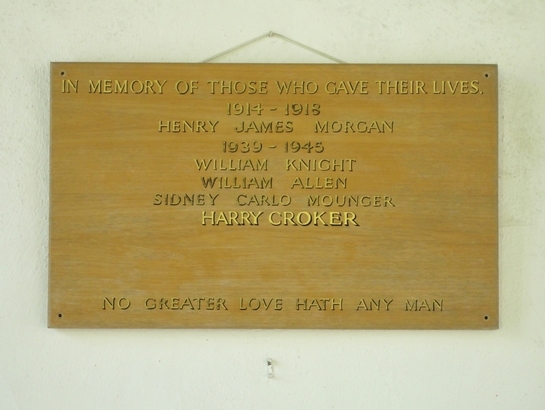 IN MEMORY OF THOSE WHO GAVE THEIR LIVES.
1914 - 1918
HENRY JAMES MORGAN
1939 - 1945
WILLIAM KNIGHT
WILLIAM ALLEN
SIDNEY CARLO MOUNGER
HARRY CROKER
NO GREATER LOVE HATH ANY MAN